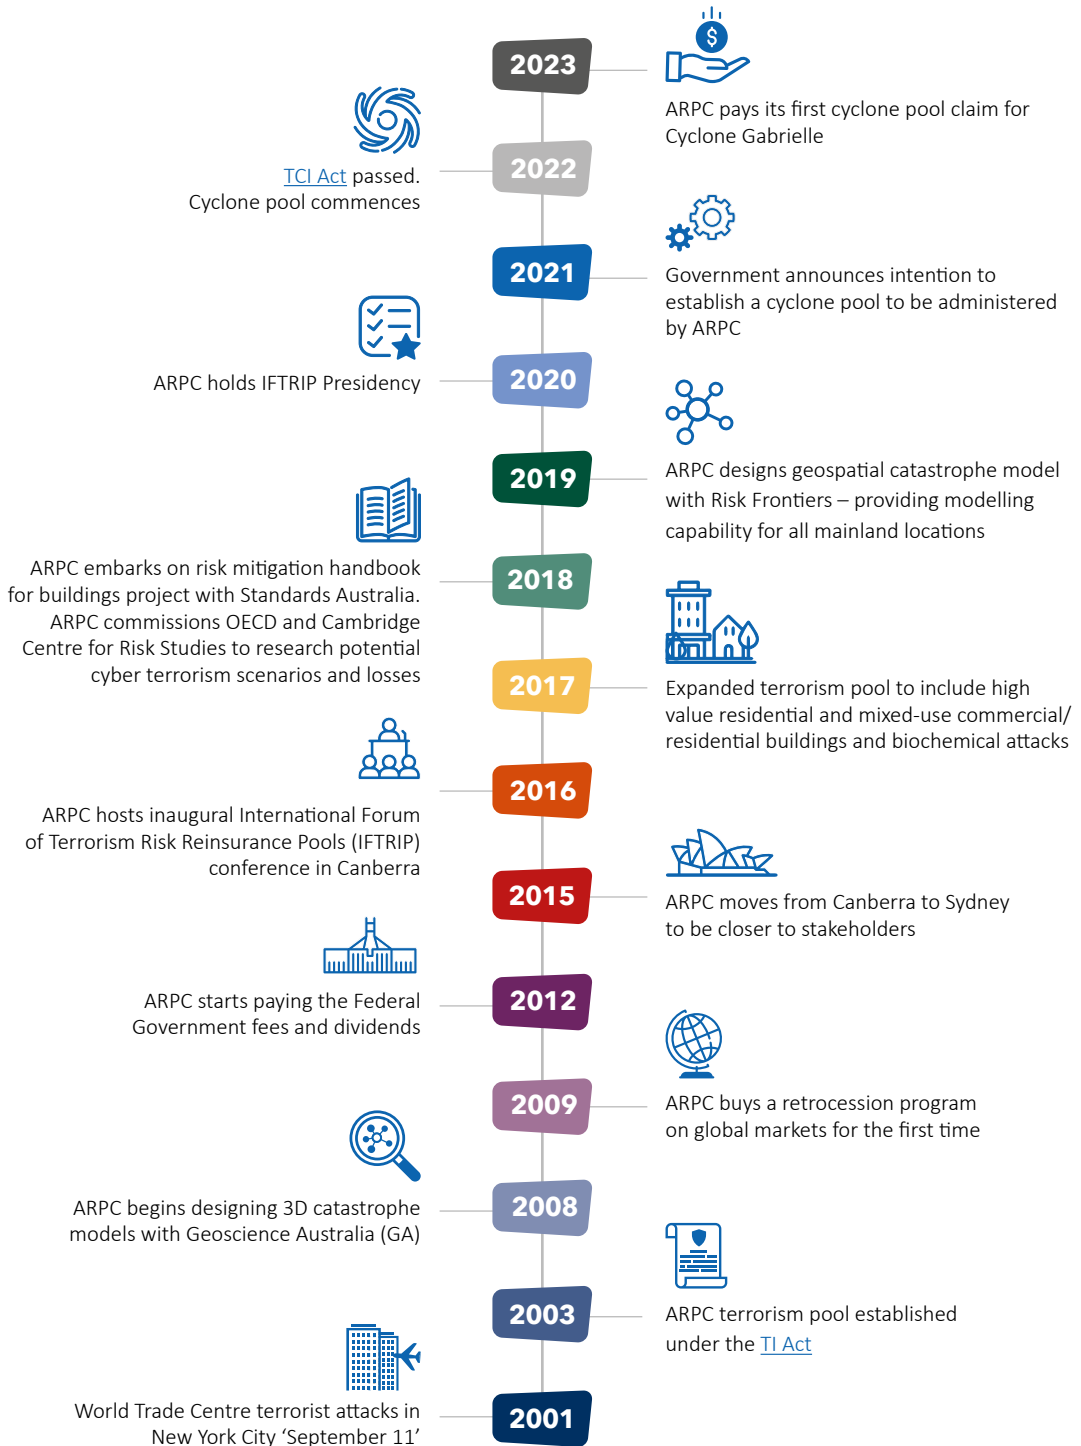 2023
ARPC pays its first cyclone pool claim for
Cyclone Gabrielle
2022
TCI Act passed.
Cyclone pool commences
2021
Government announces intention to
establish a cyclone pool to be administered
by ARPC
2020
ARPC holds IFTRIP Presidency
2019
ARPC designs geospatial catastrophe model
with Risk Frontiers – providing modelling
capability for all mainland locations
2018
ARPC embarks on risk mitigation handbook
for buildings project with Standards Australia.
ARPC commissions OECD and Cambridge
Centre for Risk Studies to research potential
cyber terrorism scenarios and losses
2017
Expanded terrorism pool to include high
value residential and mixed-use commercial/
residential buildings and biochemical attacks
2016
ARPC hosts inaugural International Forum
of Terrorism Risk Reinsurance Pools (IFTRIP)
conference in Canberra
2015
ARPC moves from Canberra to Sydney
to be closer to stakeholders
2012
ARPC starts paying the Federal
Government fees and dividends
2009
ARPC buys a retrocession program
on global markets for the first time
2008
ARPC begins designing 3D catastrophe
models with Geoscience Australia (GA)
2003
ARPC terrorism pool established
under the TI Act
2001
World Trade Centre terrorist attacks in
New York City ‘September 11’